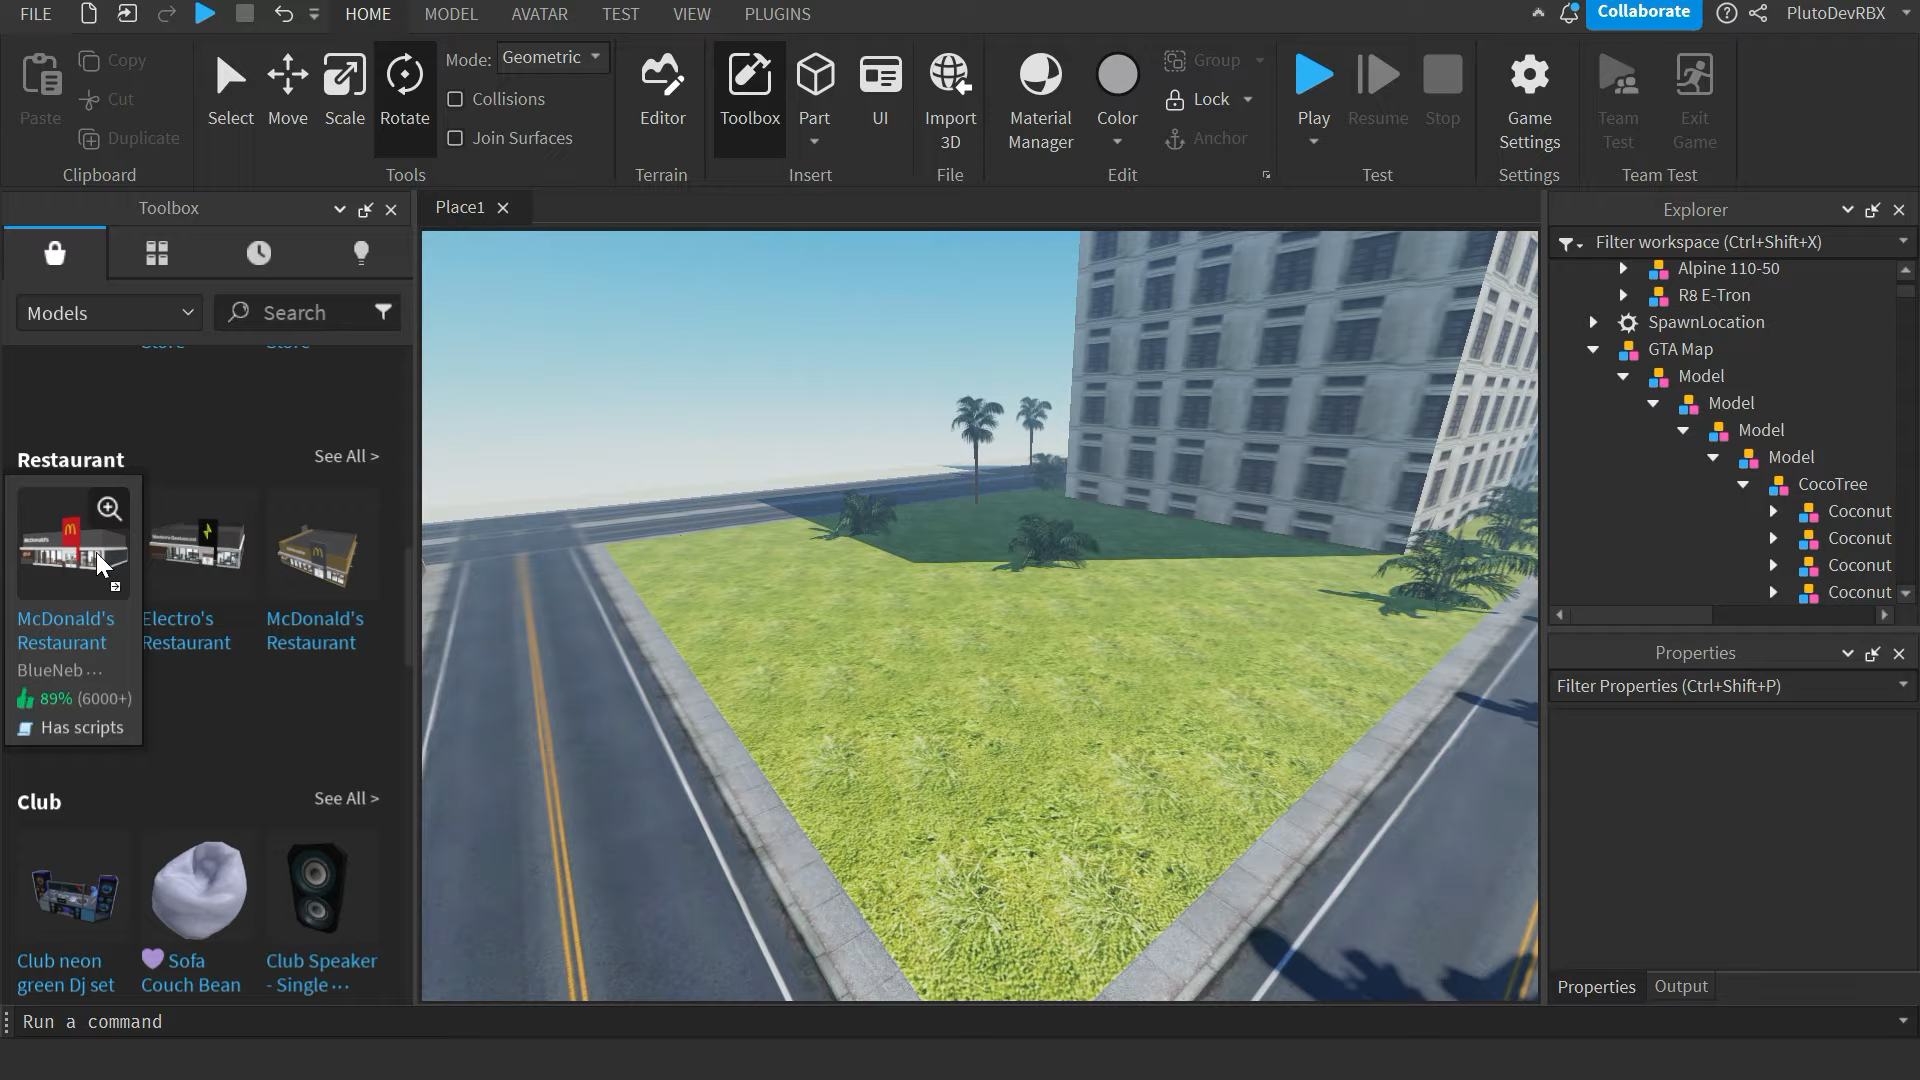 FILE
HOME
MODEL
AVATAR
TEST
VIEW
PLUGINS
Collaborate
PlutoDevRBX
Paste
Copy
Cut
Duplicate
Clipboard
Select
Move
Scale
Rotate
Mode: Geometric
Collisions
Join Surfaces
Tools
Editor
Terrain
Toolbox
Part
UI
Insert
Import
3D
File
Material
Manager
Color
Group
Lock
Anchor
Edit
Play
Resume
Stop
Test
Game
Settings
Settings
Team
Test
Exit
Game
Team Test
Toolbox
Models
Search
Store
Store
Restaurant
See All >
McDonald's
Restaurant
BlueNeb ...
89% (6000+)
Has scripts
Electro's
Restaurant
McDonald's
Restaurant
Club
See All >
Club neon
green Dj set
Sofa
Couch Bean
Club Speaker
- Single ...
Place1
Explorer
Filter workspace (Ctrl+Shift+X)
Alpine 110-50
R8 E-Tron
SpawnLocation
GTA Map
Model
Model
Model
Model
CocoTree
Coconut
Coconut
Coconut
Coconut
Properties
Filter Properties (Ctrl+Shift+P)
Properties
Output
Run a command